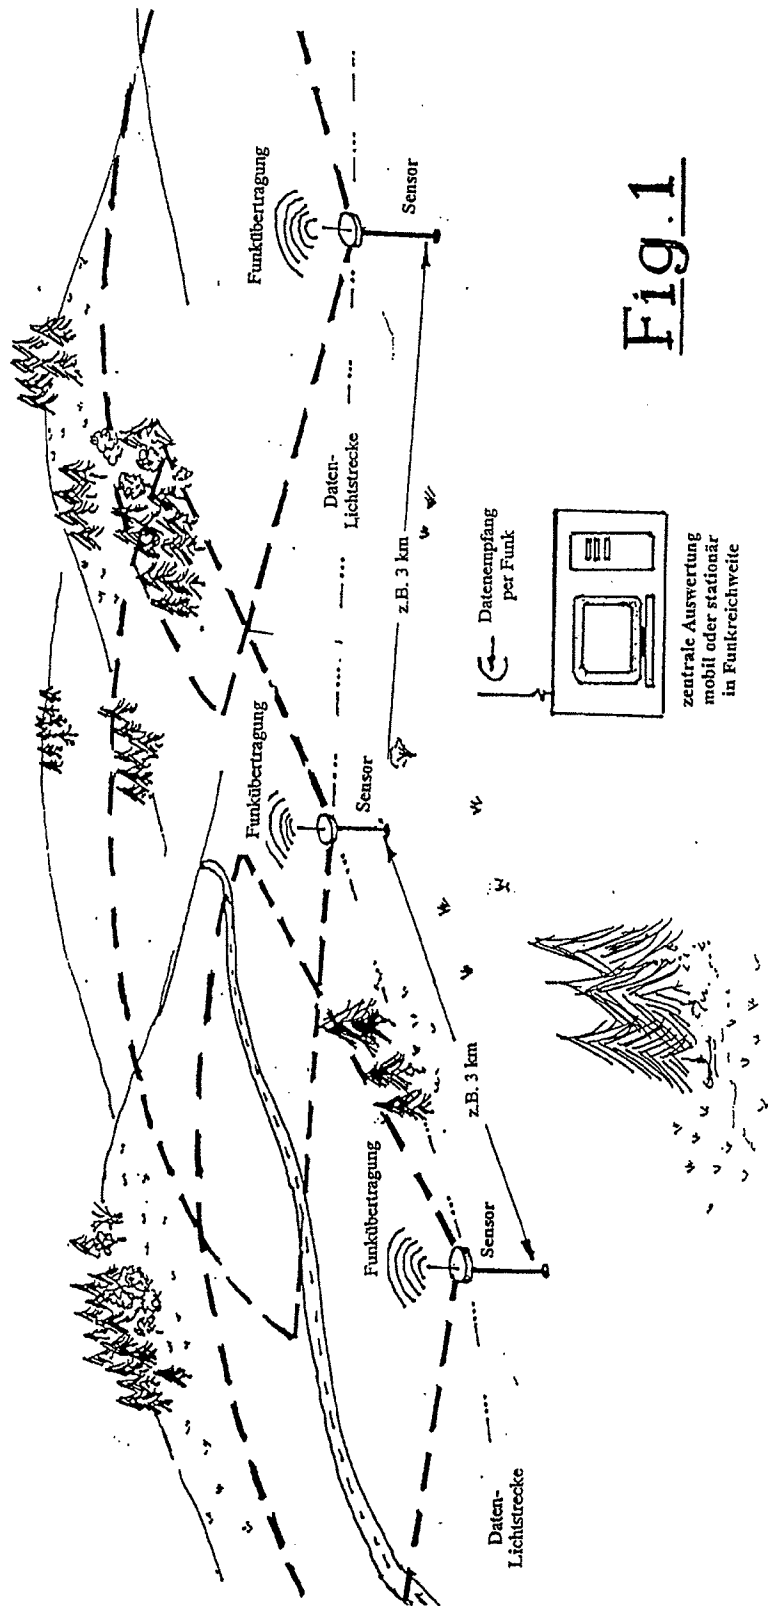 Funkübertragung
Sensor
Daten-
Lichtstrecke
z.B. 3 km
Funkübertragung
Sensor
z.B. 3 km
Funkübertragung
Sensor
Daten-
Lichtstrecke
Datenempfang
per Funk
zentrale Auswertung
mobil oder stationär
in Funkreichweite
Fig. 1